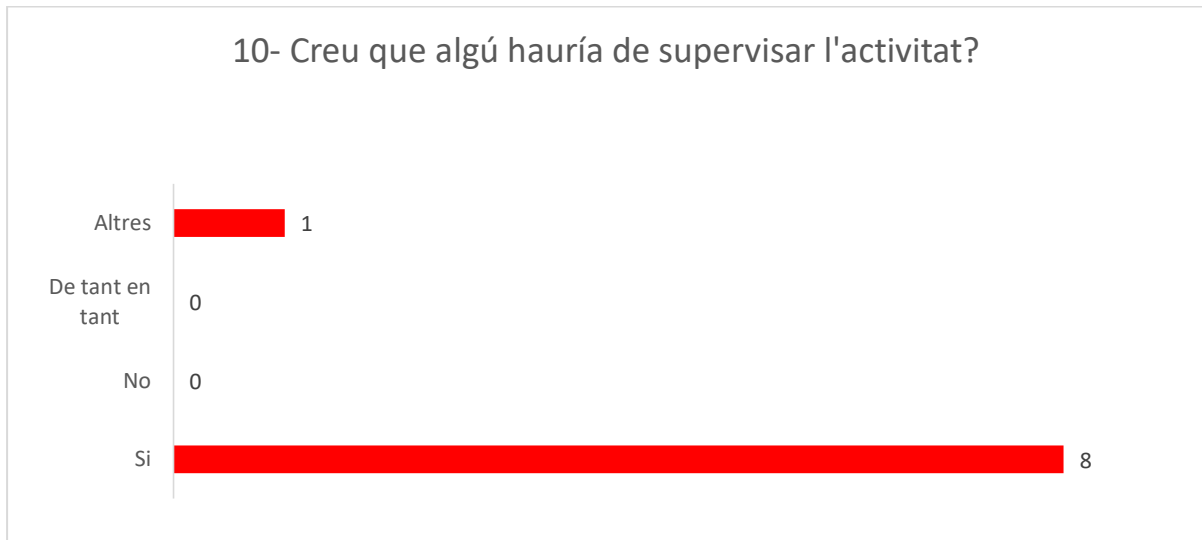 10- Creu que algú hauría de supervisar l'activitat?
Altres
1
De tant en
tant
0
No
0
Si
8